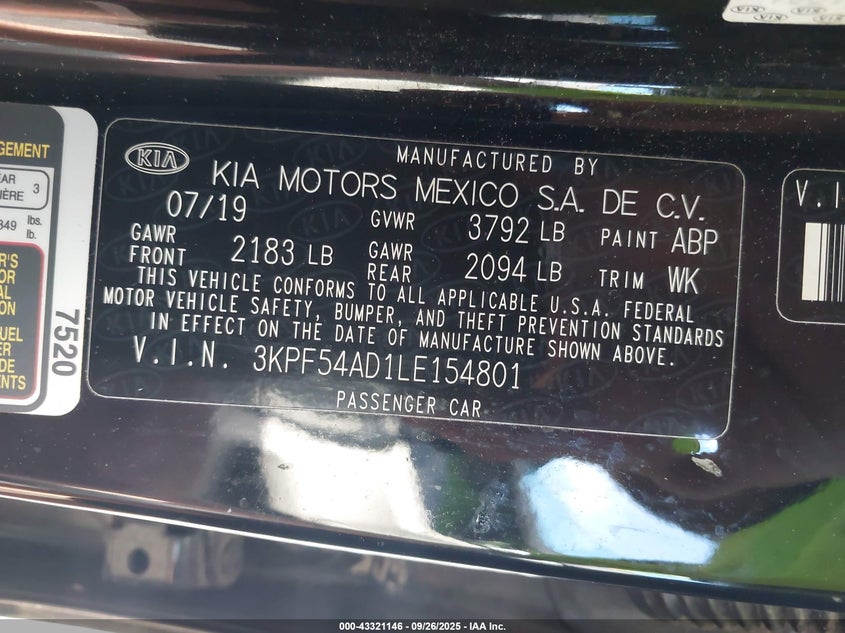 KIA
MANUFACTURED BY
KIA MOTORS MEXICO S.A. DE C.V.
07/19 GVWR 3792 LB PAINT ABP
GAWR FRONT 2183 LB GAWR REAR 2094 LB TRIM WK
THIS VEHICLE CONFORMS TO ALL APPLICABLE U.S.A. FEDERAL
MOTOR VEHICLE SAFETY, BUMPER, AND THEFT PREVENTION STANDARDS
IN EFFECT ON THE DATE OF MANUFACTURE SHOWN ABOVE.
V.I.N. 3KPF54AD1LE154801
PASSENGER CAR
3
lbs.
lb.
7520
000-43321146 - 09/26/2025 - IAA Inc.